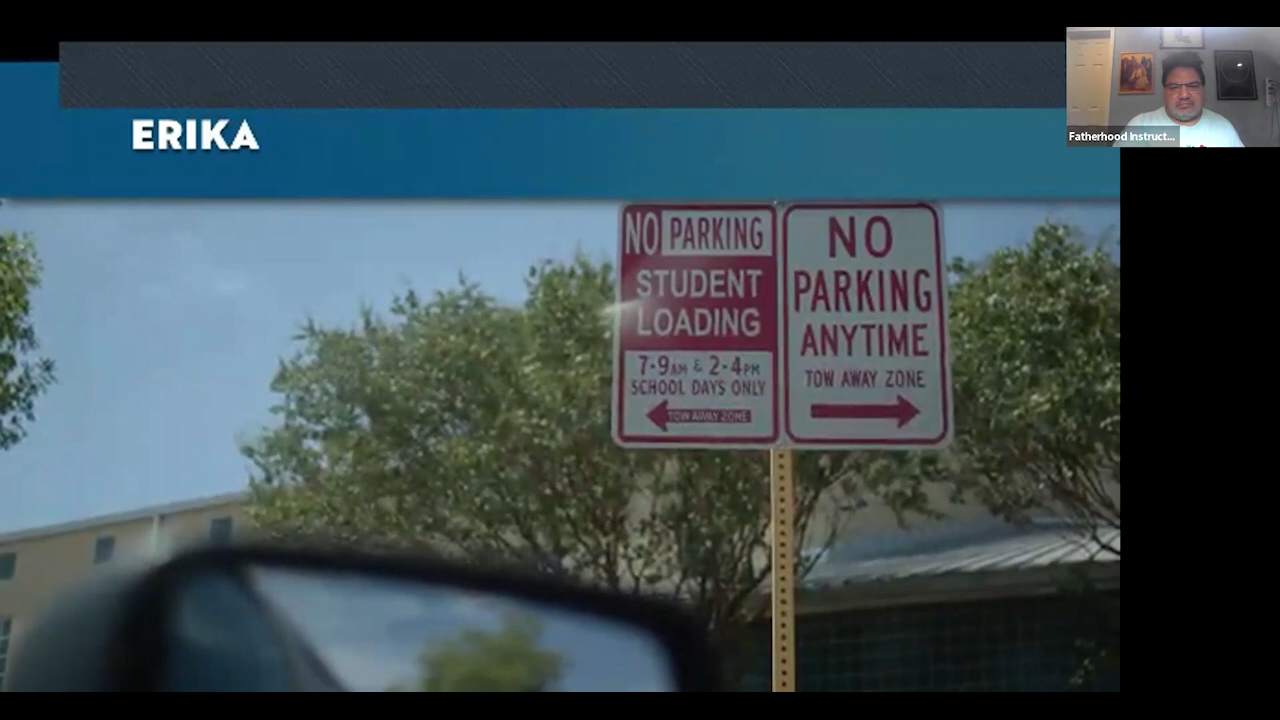 ERIKA
Fatherhood Instruct...
NO PARKING
STUDENT
LOADING
7-9AM & 2-4PM
SCHOOL DAYS ONLY
TOW AWAY ZONE
NO
PARKING
ANYTIME
TOW AWAY ZONE